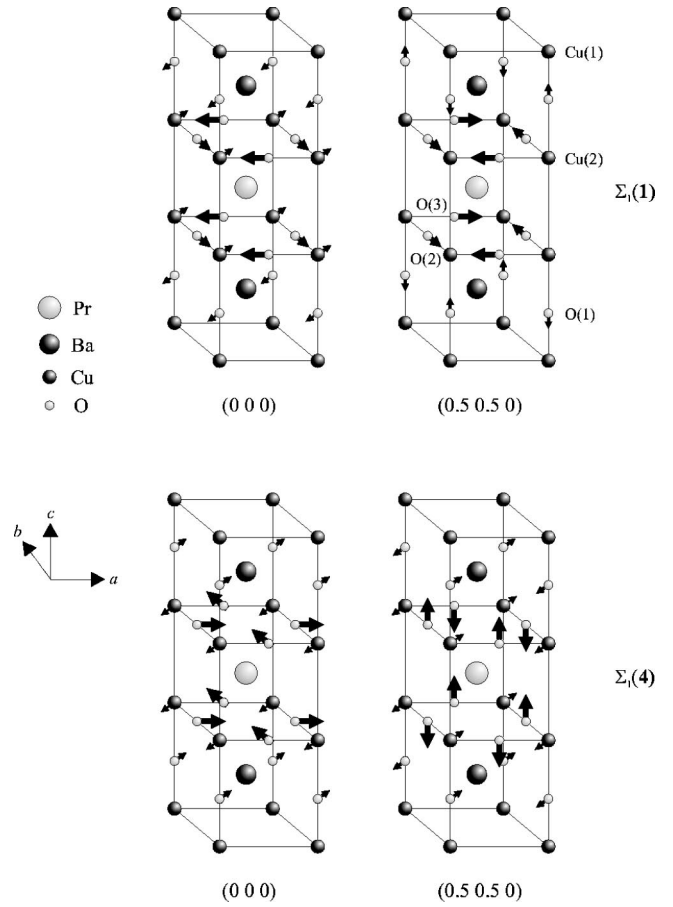 Cu(1)
Cu(2)
Σ₁(1)
O(3)
O(2)
O(1)
Pr
Ba
Cu
O
(0 0 0)
(0.5 0.5 0)
c
b
a
Σ₁(4)
(0 0 0)
(0.5 0.5 0)